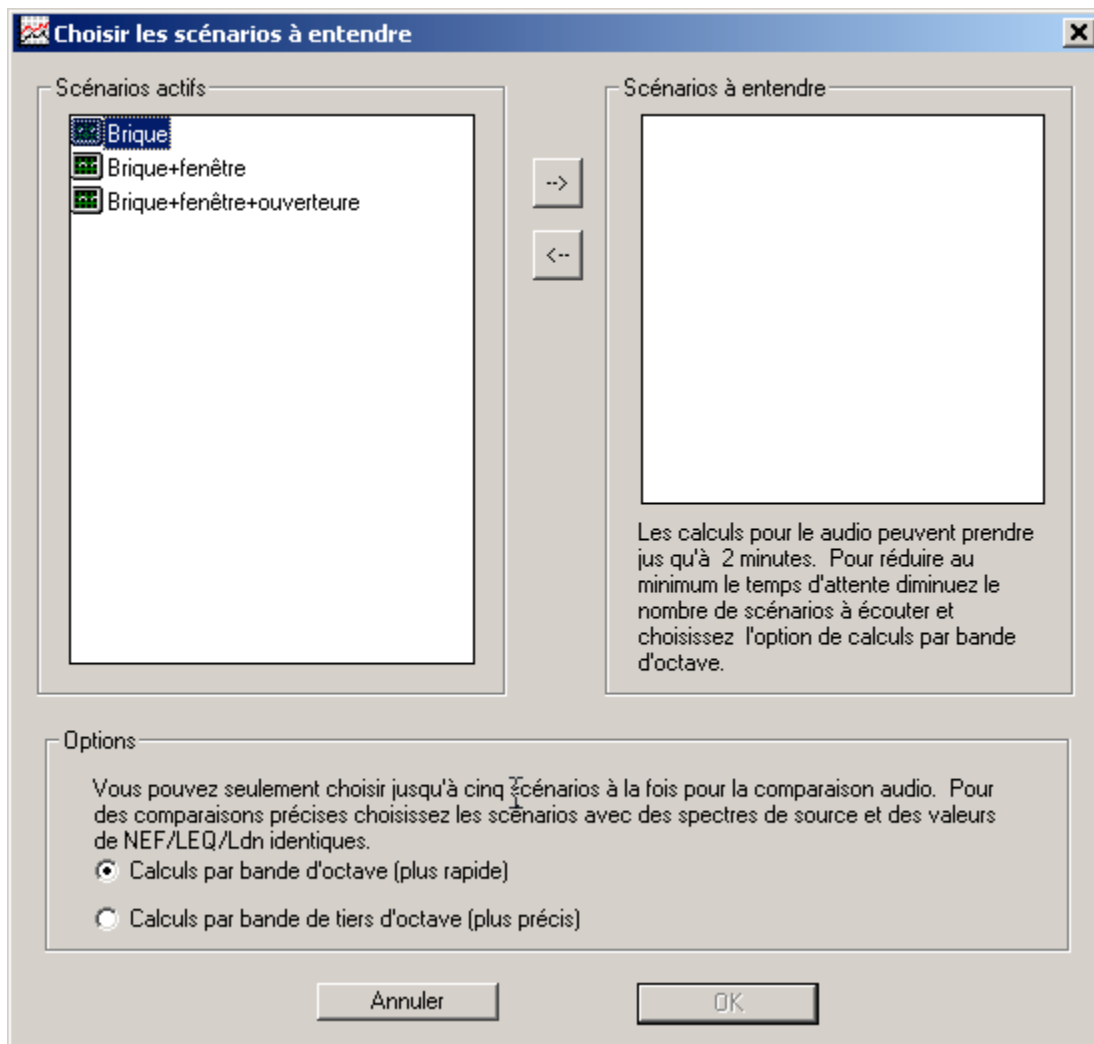 Choisir les scénarios à entendre
Scénarios actifs
Brique
Brique+fenêtre
Brique+fenêtre+ouverteure
-->
<--
Scénarios à entendre
Les calculs pour le audio peuvent prendre
jus qu'à 2 minutes. Pour réduire au
minimum le temps d'attente diminuez le
nombre de scénarios à écouter et
choisissez l'option de calculs par bande
d'octave.
Options
Vous pouvez seulement choisir jusqu'à cinq scénarios à la fois pour la comparaison audio. Pour
des comparaisons précises choisissez les scénarios avec des spectres de source et des valeurs
de NEF/LEQ/Ldn identiques.
Calculs par bande d'octave (plus rapide)
Calculs par bande de tiers d'octave (plus précis)
Annuler
OK